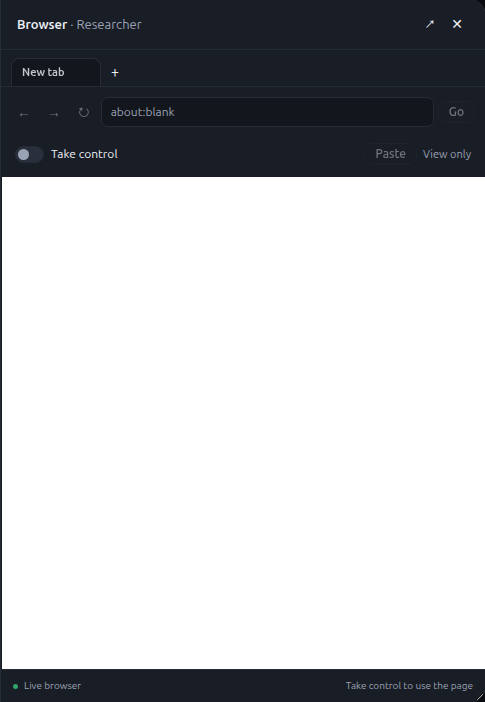 Browser · Researcher
New tab +
about:blank Go
Take control Paste View only
Live browser Take control to use the page